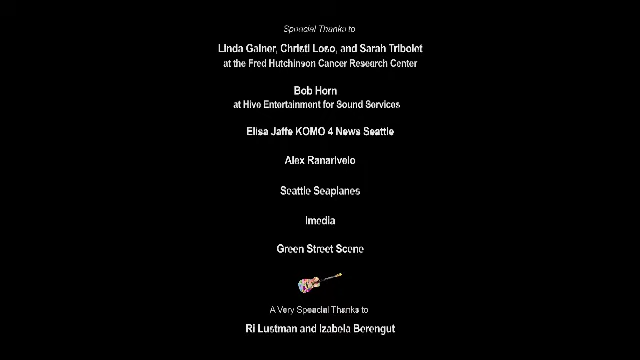 Speecial Thanks to
Linda Gainer, Christi Loso, and Sarah Tribolet
at the Fred Hutchinson Cancer Research Center
Bob Horn
at Hive Entertainment for Sound Services
Elisa Jaffe KOMO 4 News Seattle
Alex Ranarivelo
Seattle Seaplanes
Imedia
Green Street Scene
A Very Speacial Thanks to
Ri Lustman and Izabela Berengut